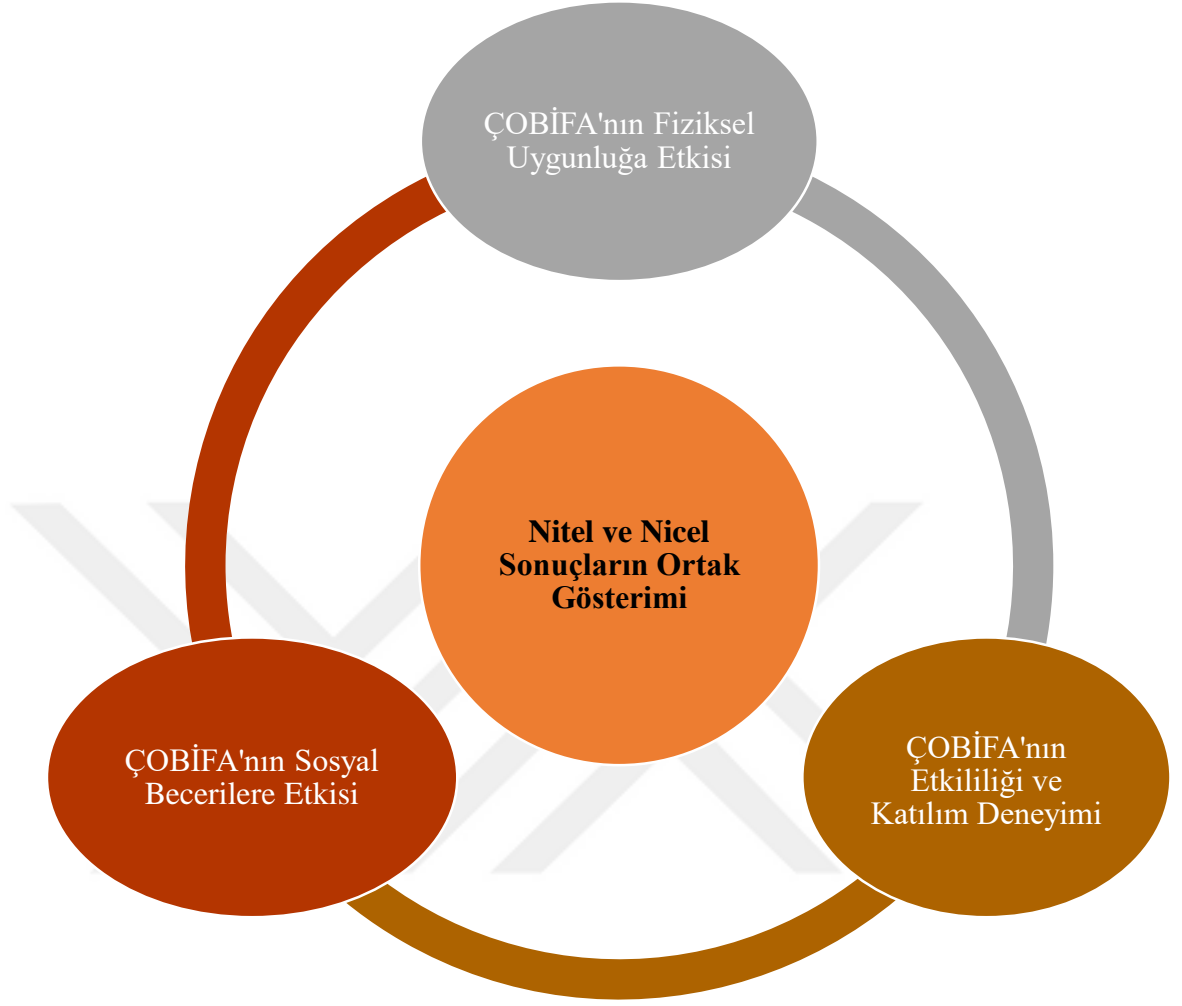 ÇOBİFA'nın Fiziksel
Uygunluğa Etkisi
Nitel ve Nicel
Sonuçların Ortak
Gösterimi
ÇOBİFA'nın Sosyal
Becerilere Etkisi
ÇOBİFA'nın
Etkililiği ve
Katılım Deneyimi